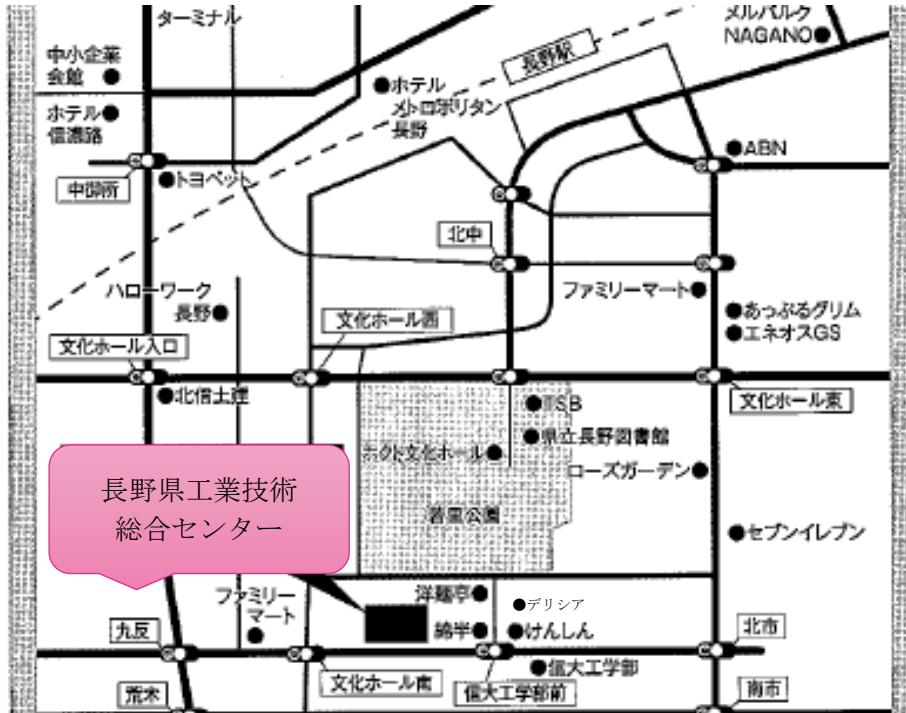 ターミナル
メルパルク
NAGANO
中小企業
会館
長野駅
ホテル
メトロポリタン
長野
ホテル
信濃路
ABN
中御所
トヨペット
北中
ハローワーク
長野
ファミリーマート
あっぷるグリム
エネオスGS
文化ホール西
文化ホール入口
北信土建
文化ホール東
県立長野図書館
ホクト文化ホール
ローズガーデン
長野県工業技術
総合センター
若里公園
セブンイレブン
ファミリー
マート
洋麺亭
デリシア
綿半
けんしん
九反
北市
信大工学部
文化ホール南
信大工学部前
荒木
南市